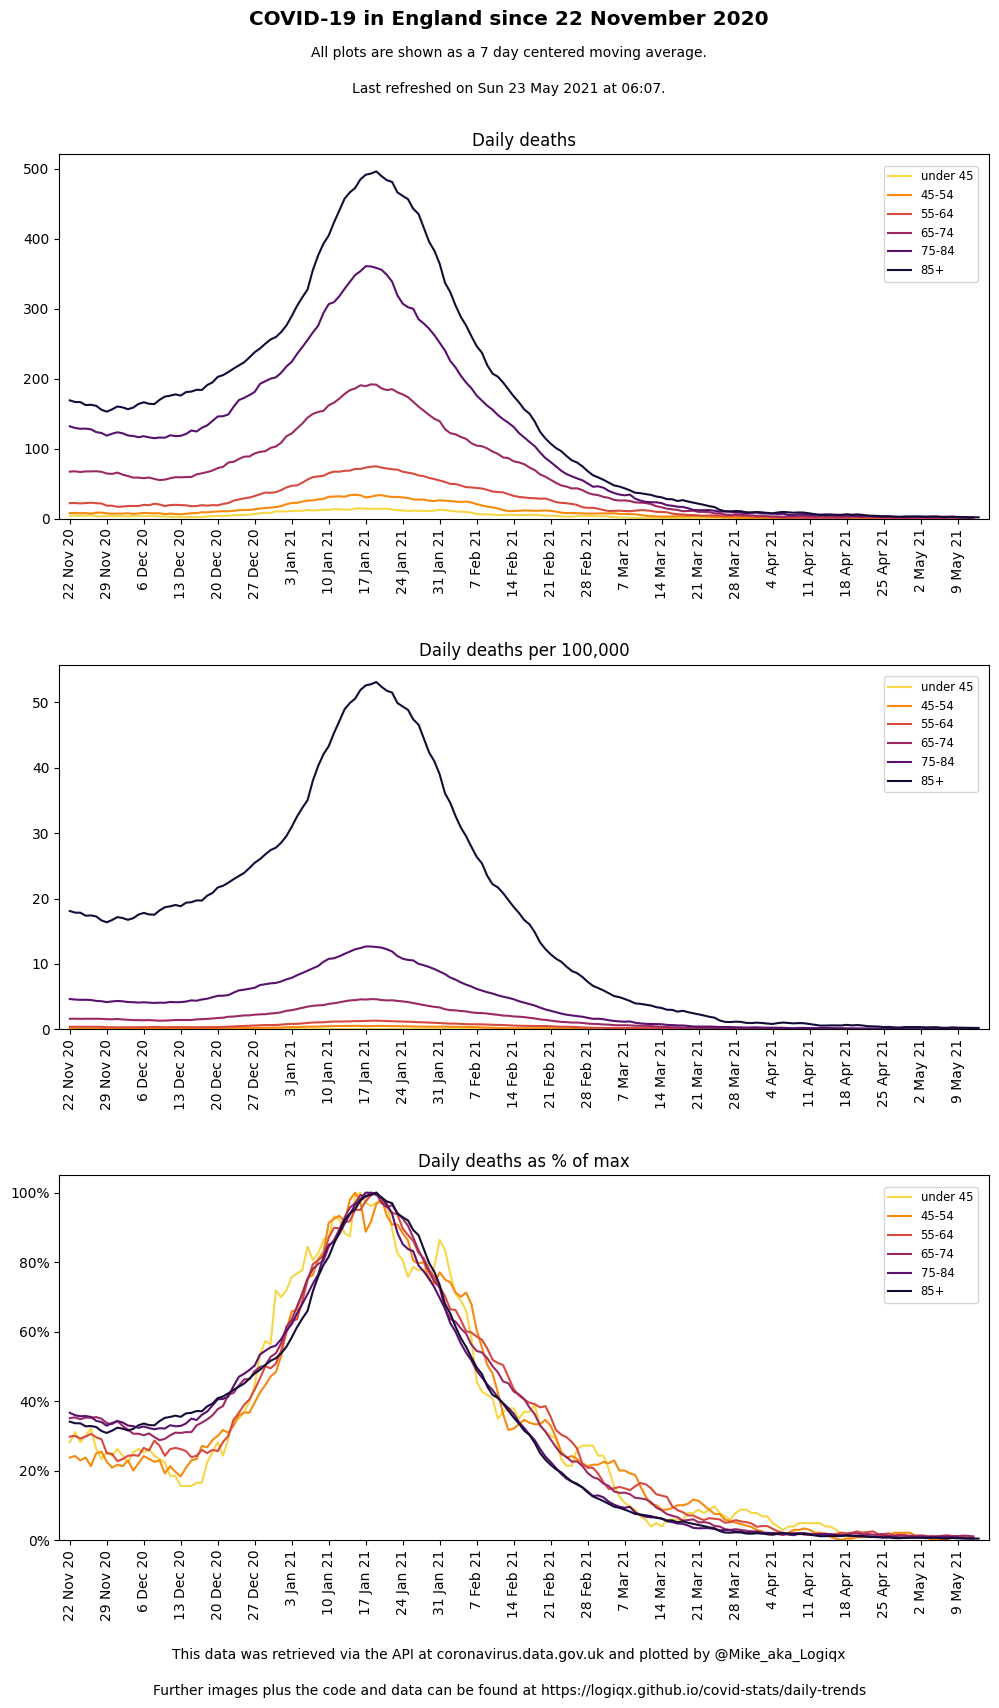 COVID-19 in England since 22 November 2020
All plots are shown as a 7 day centered moving average.
Last refreshed on Sun 23 May 2021 at 06:07.
Daily deaths
500
400
300
200
100
0
under 45
45-54
55-64
65-74
75-84
85+
22 Nov 20
29 Nov 20
6 Dec 20
13 Dec 20
20 Dec 20
27 Dec 20
3 Jan 21
10 Jan 21
17 Jan 21
24 Jan 21
31 Jan 21
7 Feb 21
14 Feb 21
21 Feb 21
28 Feb 21
7 Mar 21
14 Mar 21
21 Mar 21
28 Mar 21
4 Apr 21
11 Apr 21
18 Apr 21
25 Apr 21
2 May 21
9 May 21
Daily deaths per 100,000
50
40
30
20
10
0
under 45
45-54
55-64
65-74
75-84
85+
22 Nov 20
29 Nov 20
6 Dec 20
13 Dec 20
20 Dec 20
27 Dec 20
3 Jan 21
10 Jan 21
17 Jan 21
24 Jan 21
31 Jan 21
7 Feb 21
14 Feb 21
21 Feb 21
28 Feb 21
7 Mar 21
14 Mar 21
21 Mar 21
28 Mar 21
4 Apr 21
11 Apr 21
18 Apr 21
25 Apr 21
2 May 21
9 May 21
Daily deaths as % of max
100%
80%
60%
40%
20%
0%
under 45
45-54
55-64
65-74
75-84
85+
22 Nov 20
29 Nov 20
6 Dec 20
13 Dec 20
20 Dec 20
27 Dec 20
3 Jan 21
10 Jan 21
17 Jan 21
24 Jan 21
31 Jan 21
7 Feb 21
14 Feb 21
21 Feb 21
28 Feb 21
7 Mar 21
14 Mar 21
21 Mar 21
28 Mar 21
4 Apr 21
11 Apr 21
18 Apr 21
25 Apr 21
2 May 21
9 May 21
This data was retrieved via the API at coronavirus.data.gov.uk and plotted by @Mike_aka_Logiqx
Further images plus the code and data can be found at https://logiqx.github.io/covid-stats/daily-trends